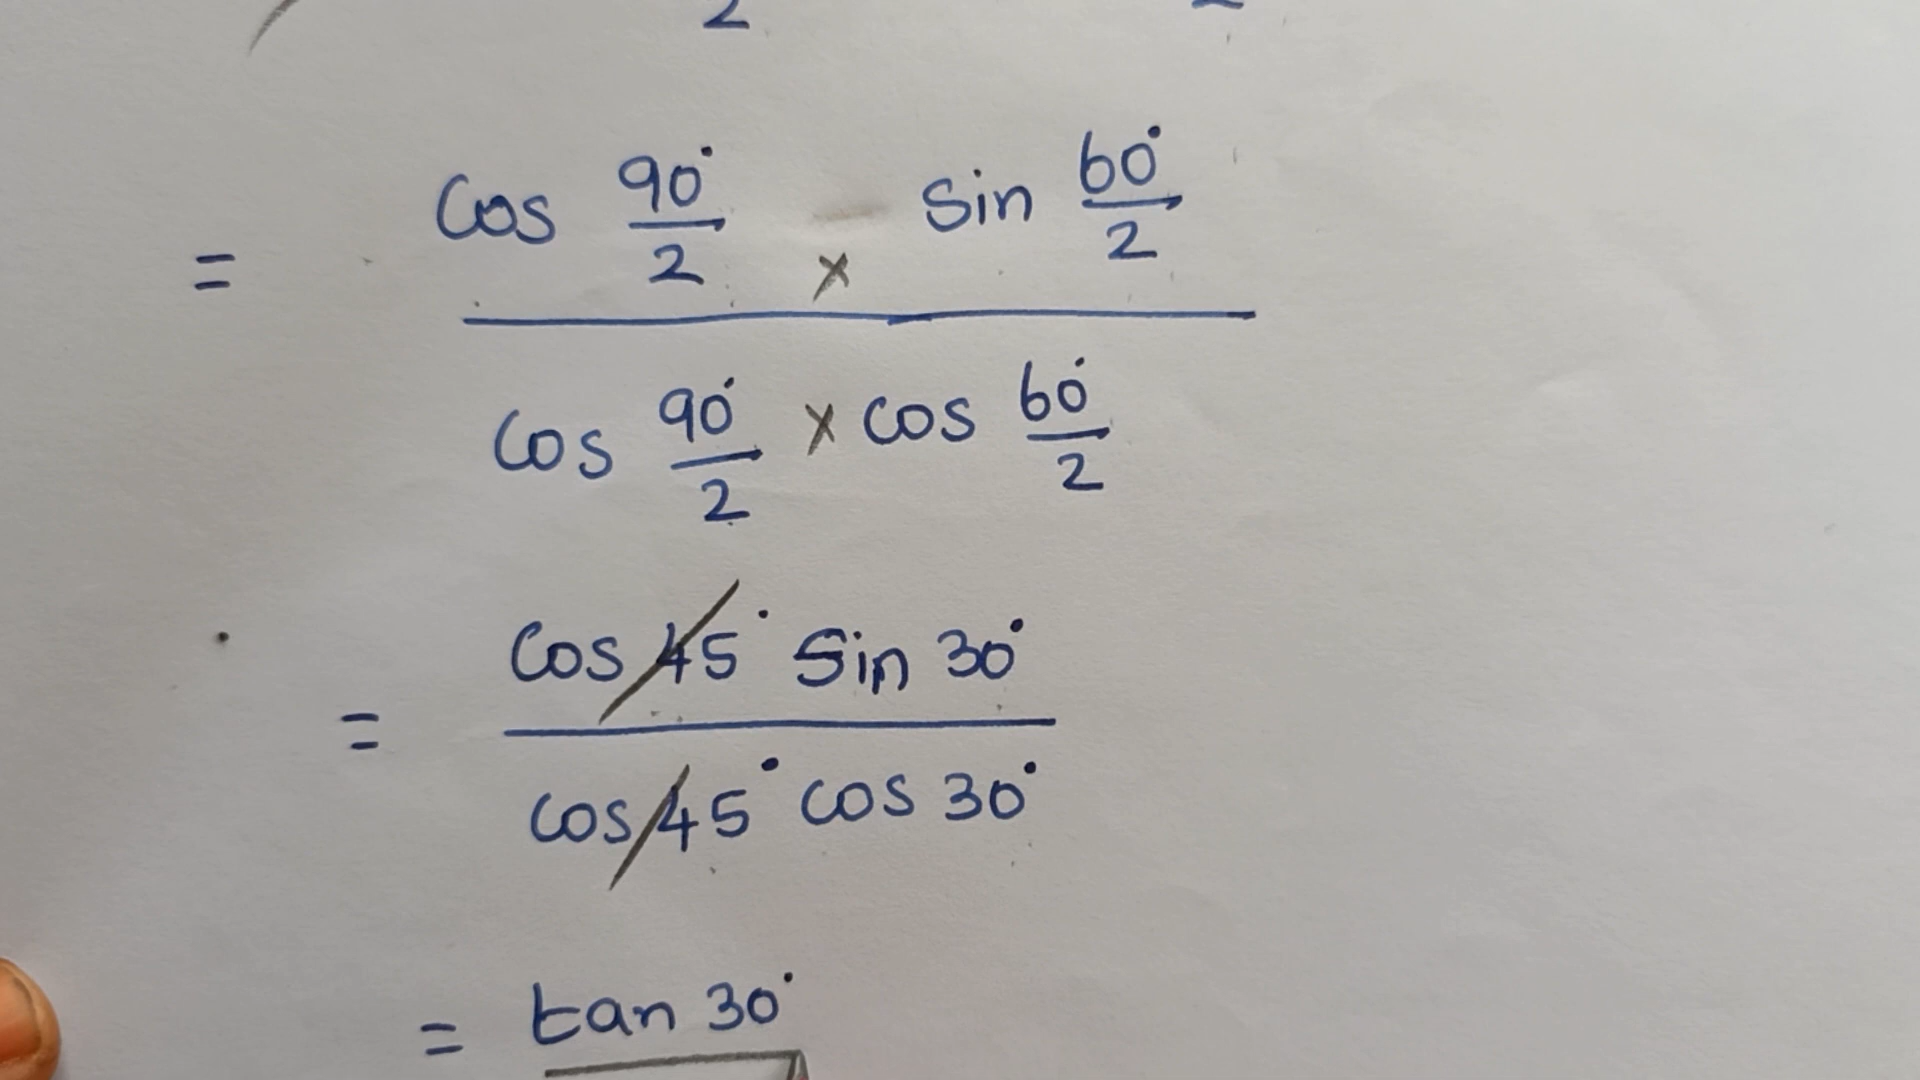 2
= cos 90°/2 × sin 60°/2
cos 90°/2 × cos 60°/2
= cos 45° sin 30°
cos 45° cos 30°
= tan 30°